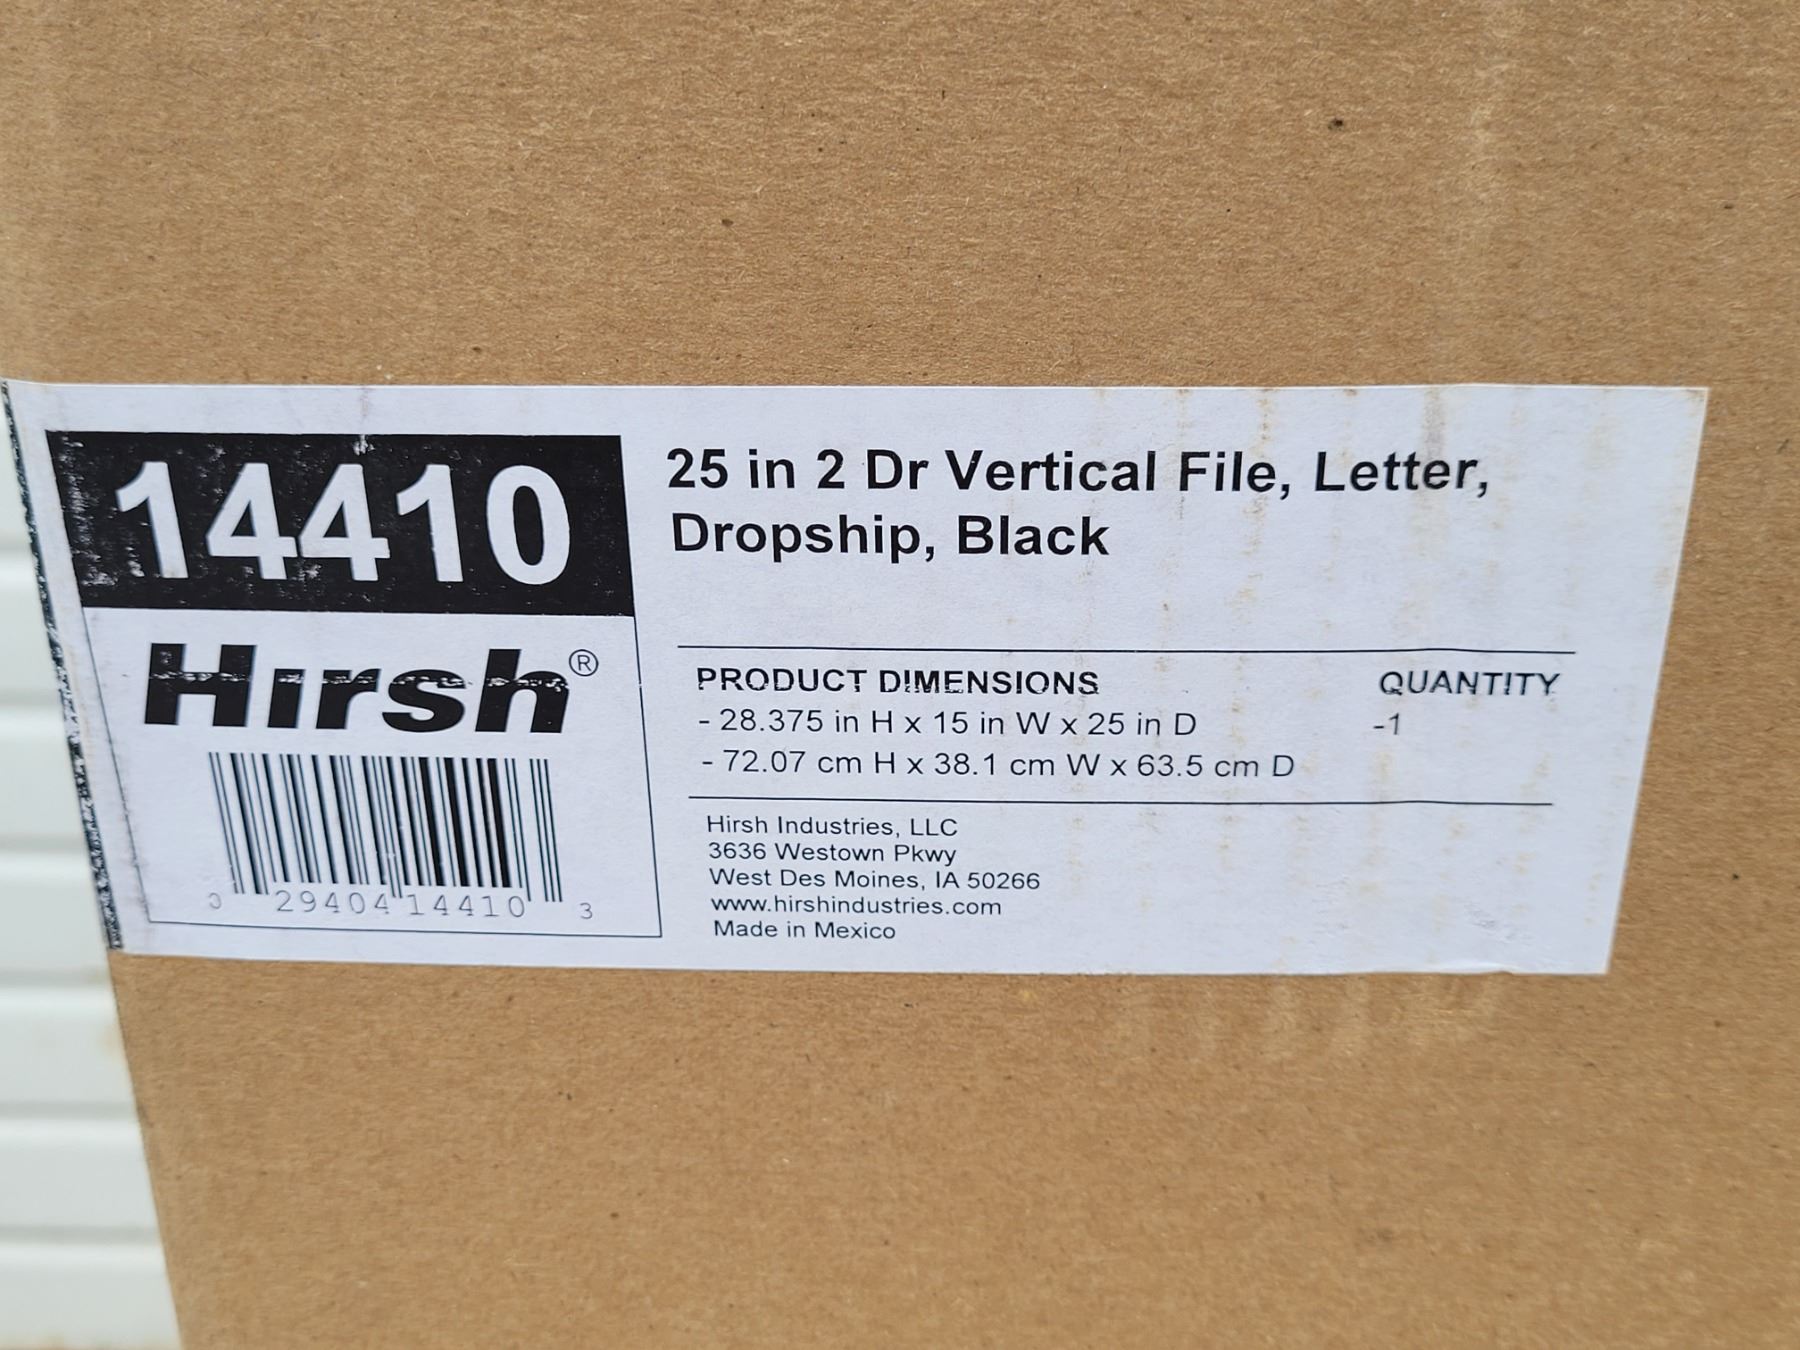 14410
Hirsh®
0 29404 14410 3
25 in 2 Dr Vertical File, Letter,
Dropship, Black
PRODUCT DIMENSIONS QUANTITY
- 28.375 in H x 15 in W x 25 in D -1
- 72.07 cm H x 38.1 cm W x 63.5 cm D
Hirsh Industries, LLC
3636 Westown Pkwy
West Des Moines, IA 50266
www.hirshindustries.com
Made in Mexico